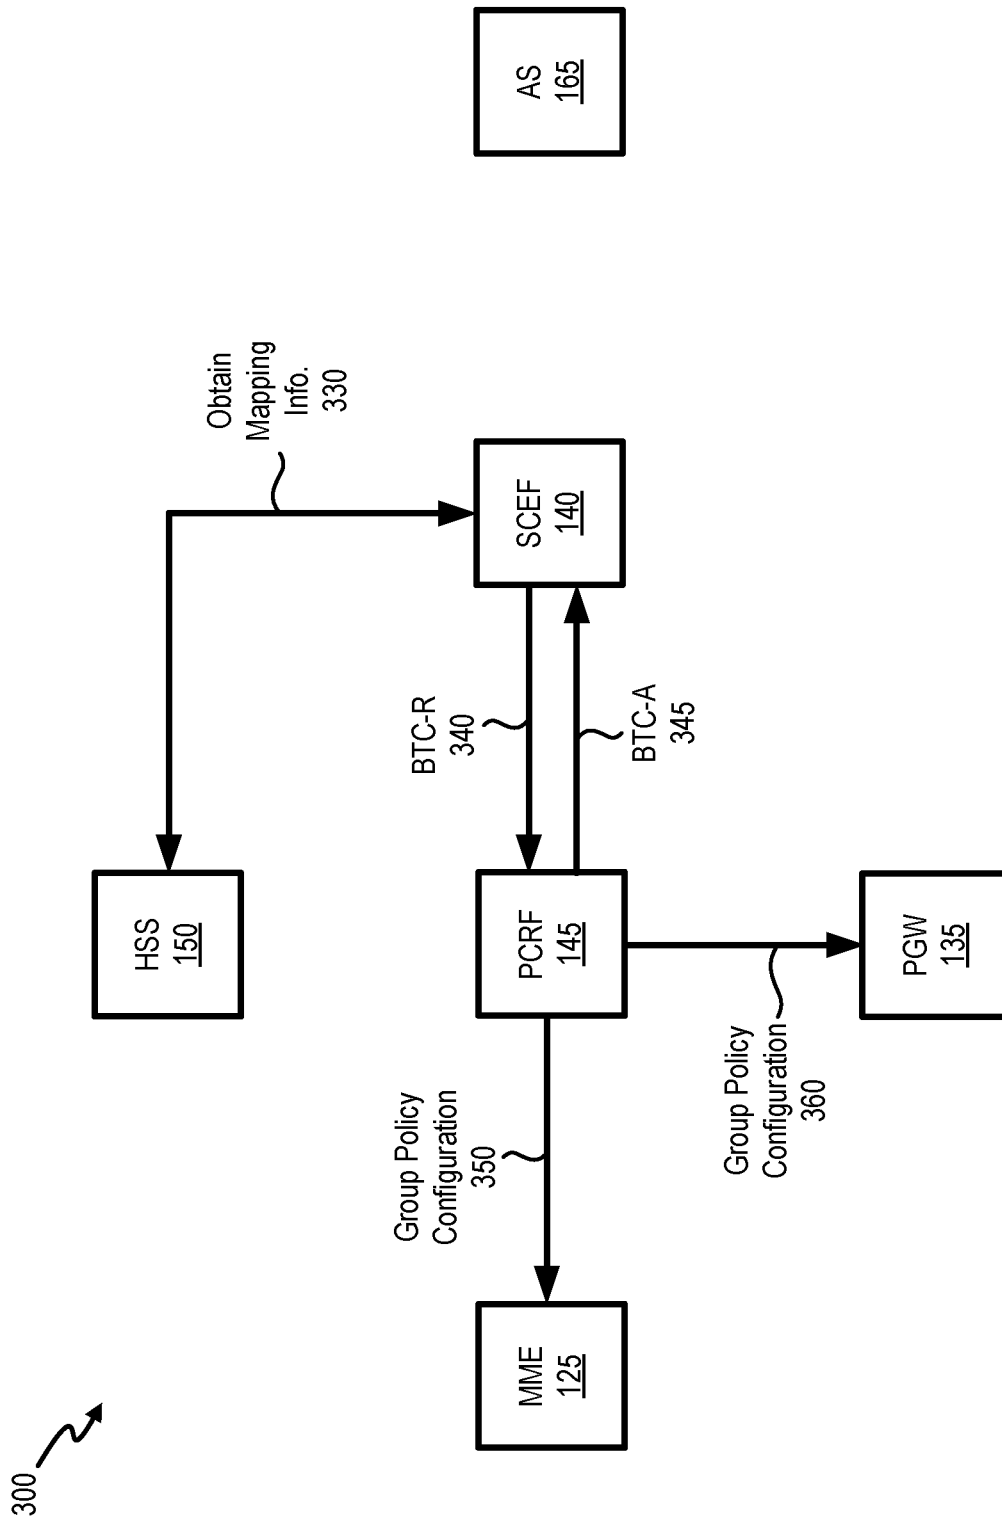 300
HSS
150
Obtain
Mapping
Info.
330
MME
125
Group Policy
Configuration
350
PCRF
145
BTC-R
340
BTC-A
345
SCEF
140
AS
165
Group Policy
Configuration
360
PGW
135